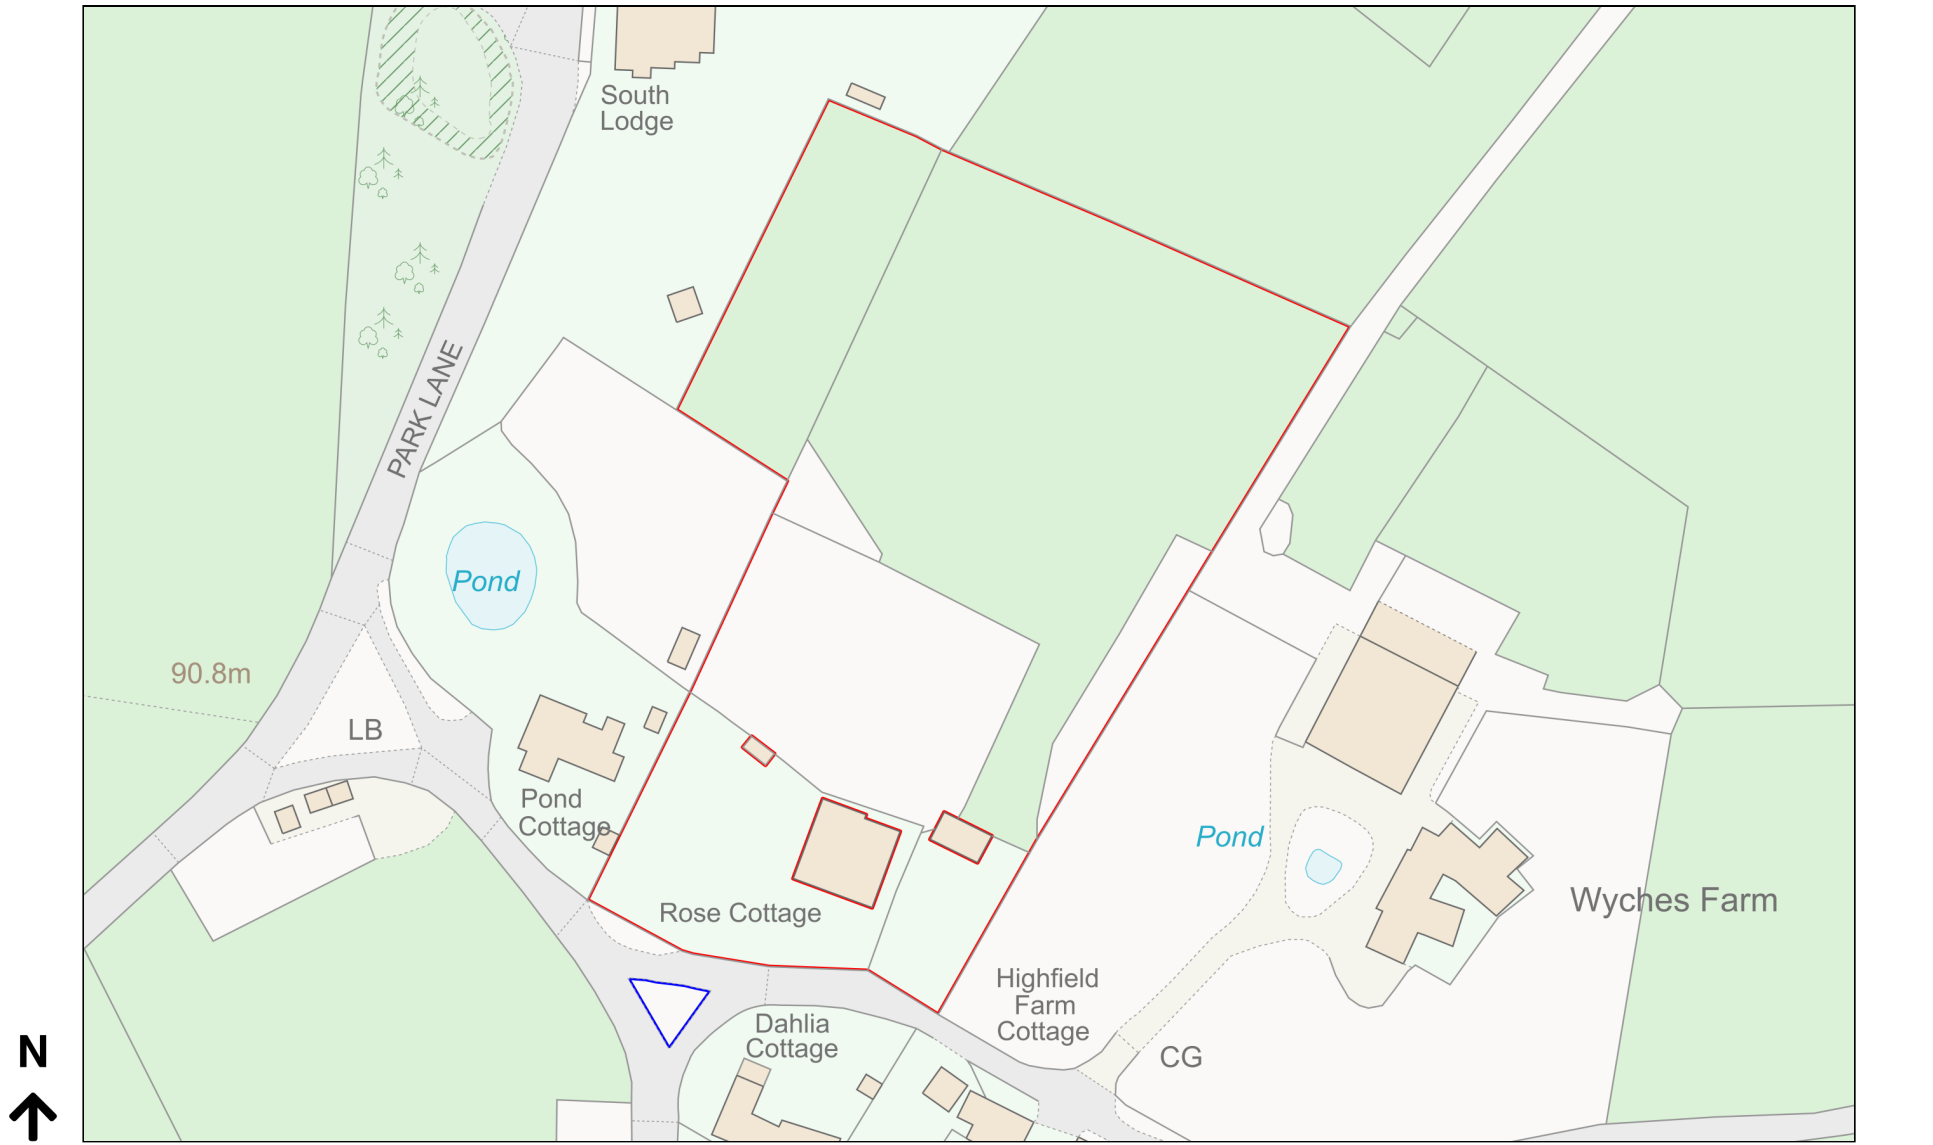 South
Lodge
PARK LANE
Pond
90.8m
LB
Pond
Cottage
Pond
Rose Cottage
Wyches Farm
Highfield
Farm
Cottage
Dahlia
Cottage
CG
N